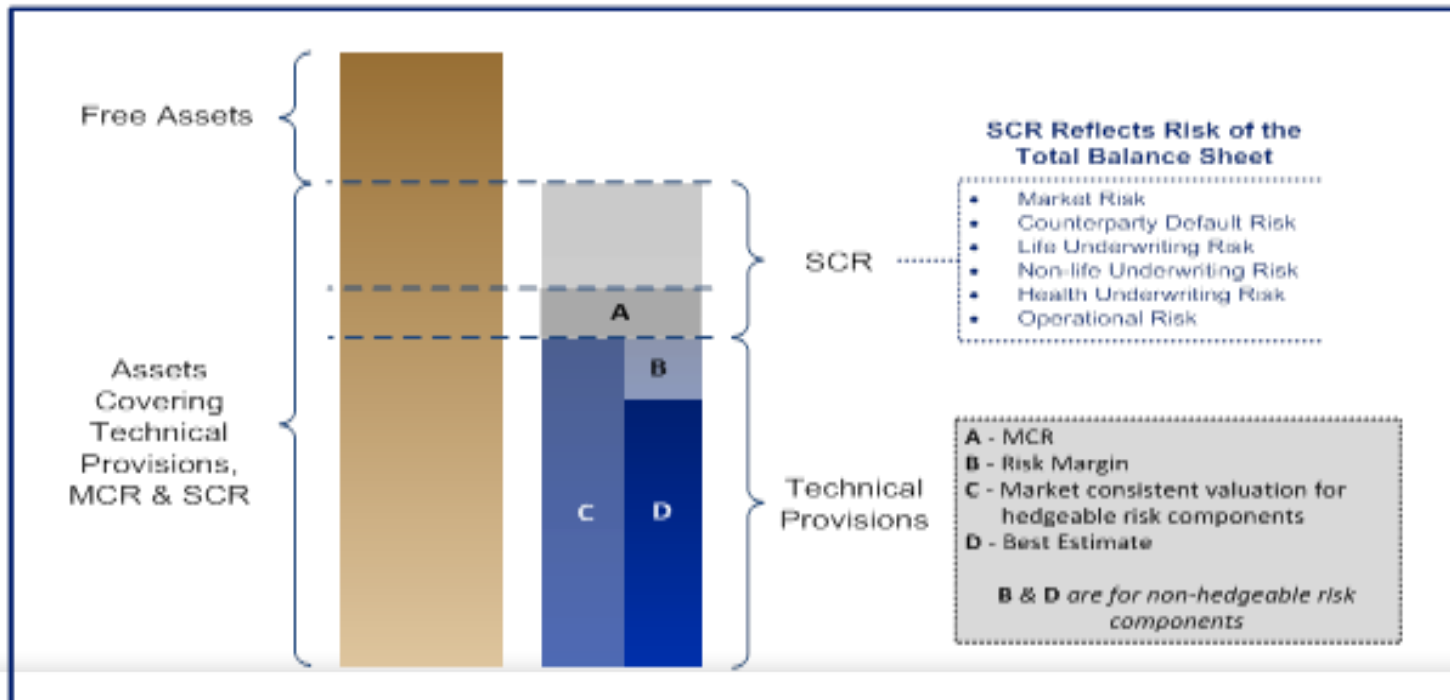 Free Assets
Assets
Covering
Technical
Provisions,
MCR & SCR
A
B
C
D
SCR
Technical
Provisions
SCR Reflects Risk of the
Total Balance Sheet
• Market Risk
• Counterparty Default Risk
• Life Underwriting Risk
• Non-life Underwriting Risk
• Health Underwriting Risk
• Operational Risk
A - MCR
B - Risk Margin
C - Market consistent valuation for
hedgeable risk components
D - Best Estimate
B & D are for non-hedgeable risk
components